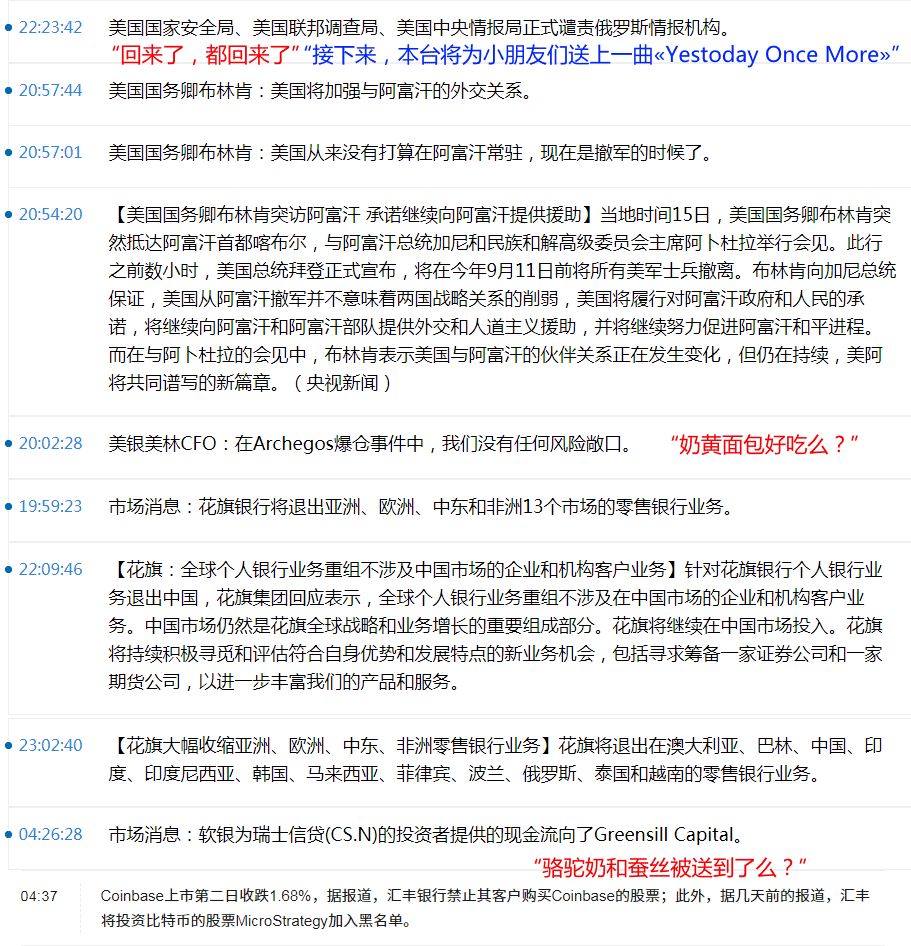 22:23:42 美国国家安全局、美国联邦调查局、美国中央情报局正式谴责俄罗斯情报机构。
“回来了，都回来了”“接下来，本台将为小朋友们送上一曲«Yestoday Once More»”
20:57:44 美国国务卿布林肯：美国将加强与阿富汗的外交关系。
20:57:01 美国国务卿布林肯：美国从来没有打算在阿富汗常驻，现在是撤军的时候了。
20:54:20 【美国国务卿布林肯突访阿富汗 承诺继续向阿富汗提供援助】当地时间15日，美国国务卿布林肯突
然抵达阿富汗首都喀布尔，与阿富汗总统加尼和民族和解高级委员会主席阿卜杜拉举行会见。此行
之前数小时，美国总统拜登正式宣布，将在今年9月11日前将所有美军士兵撤离。布林肯向加尼总统
保证，美国从阿富汗撤军并不意味着两国战略关系的削弱，美国将履行对阿富汗政府和人民的承
诺，将继续向阿富汗和阿富汗部队提供外交和人道主义援助，并将继续努力促进阿富汗和平进程。
而在与阿卜杜拉的会见中，布林肯表示美国与阿富汗的伙伴关系正在发生变化，但仍在持续，美阿
将共同谱写的新篇章。（央视新闻）
20:02:28 美银美林CFO：在Archegos爆仓事件中，我们没有任何风险敞口。 “奶黄面包好吃么？”
19:59:23 市场消息：花旗银行将退出亚洲、欧洲、中东和非洲13个市场的零售银行业务。
22:09:46 【花旗：全球个人银行业务重组不涉及中国市场的企业和机构客户业务】针对花旗银行个人银行业
务退出中国，花旗集团回应表示，全球个人银行业务重组不涉及在中国市场的企业和机构客户业
务。中国市场仍然是花旗全球战略和业务增长的重要组成部分。花旗将继续在中国市场投入。花旗
将持续积极寻觅和评估符合自身优势和发展特点的新业务机会，包括寻求筹备一家证券公司和一家
期货公司，以进一步丰富我们的产品和服务。
23:02:40 【花旗大幅收缩亚洲、欧洲、中东、非洲零售银行业务】花旗将退出在澳大利亚、巴林、中国、印
度、印度尼西亚、韩国、马来西亚、菲律宾、波兰、俄罗斯、泰国和越南的零售银行业务。
04:26:28 市场消息：软银为瑞士信贷(CS.N)的投资者提供的现金流向了Greensill Capital。
“骆驼奶和蚕丝被送到了么？”
04:37 Coinbase上市第二日收跌1.68%，据报道，汇丰银行禁止其客户购买Coinbase的股票；此外，据几天前的报道，汇丰
将投资比特币的股票MicroStrategy加入黑名单。